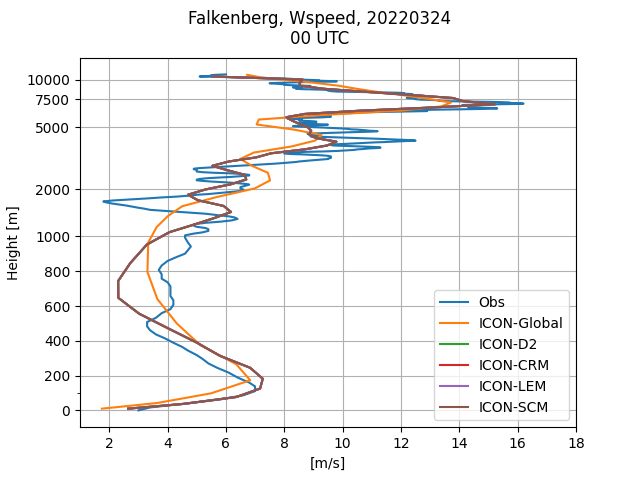 Falkenberg, Wspeed, 20220324
00 UTC
10000
7500
5000
2000
1000
800
600
400
200
0
Height [m]
Obs
ICON-Global
ICON-D2
ICON-CRM
ICON-LEM
ICON-SCM
2 4 6 8 10 12 14 16 18
[m/s]